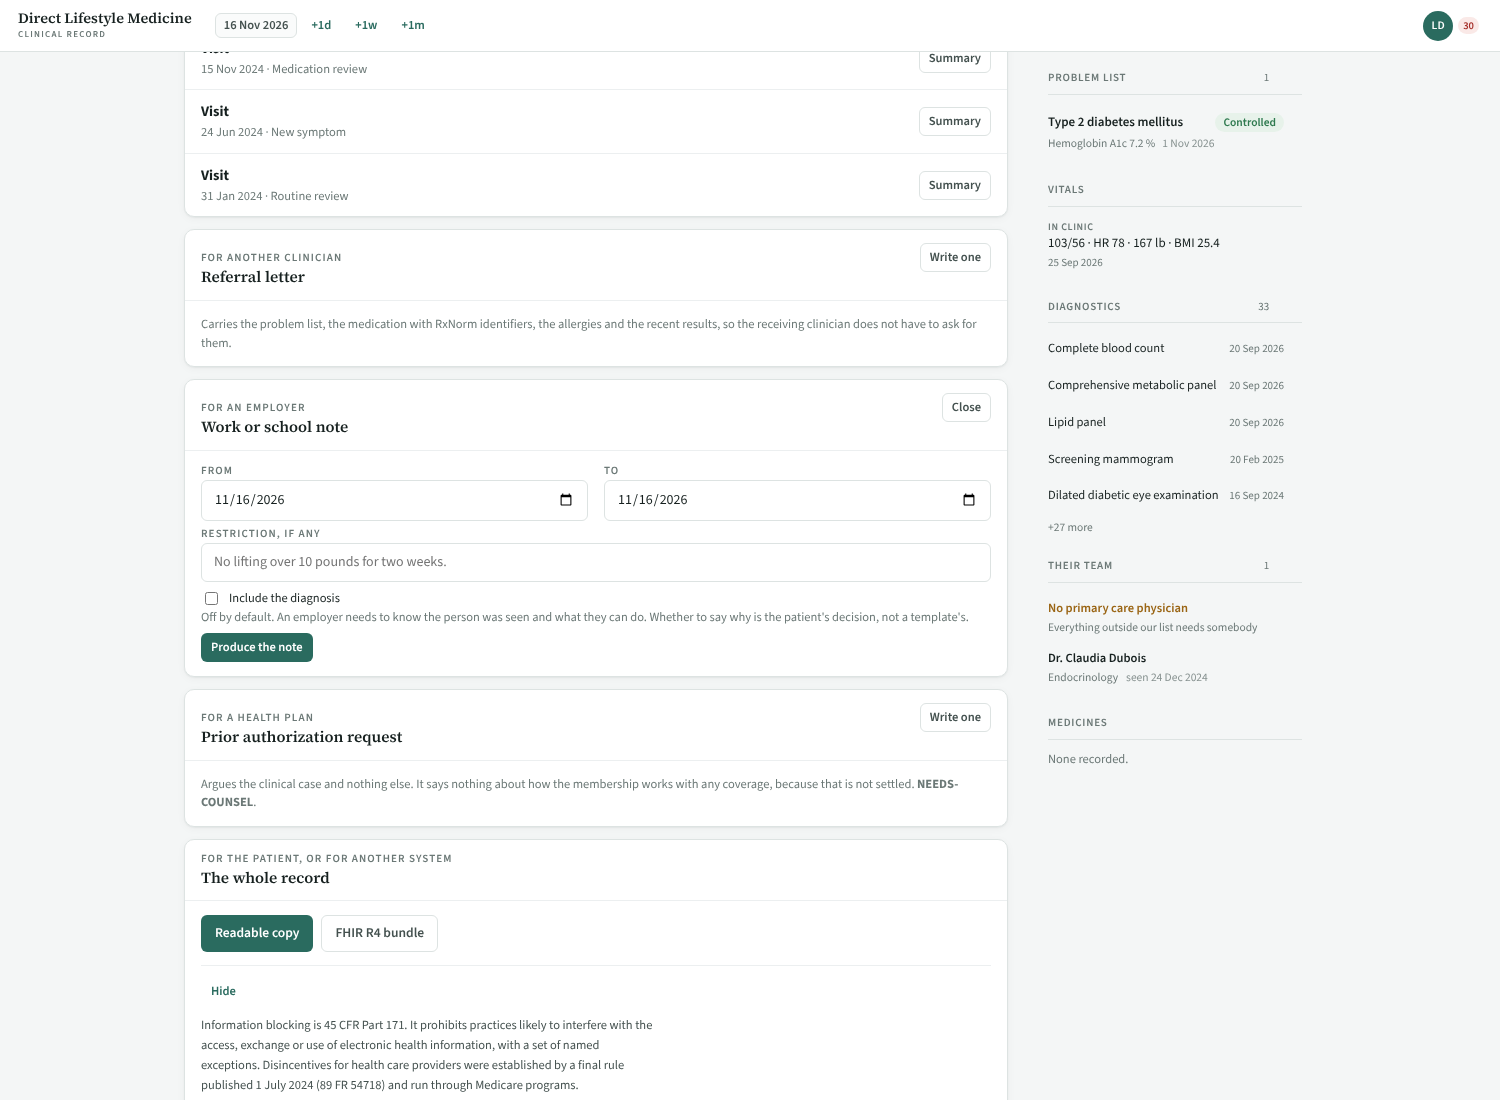 Direct Lifestyle Medicine
CLINICAL RECORD
16 Nov 2026
+1d
+1w
+1m
LD
30
15 Nov 2024 · Medication review
Summary
Visit
24 Jun 2024 · New symptom
Summary
Visit
31 Jan 2024 · Routine review
Summary
FOR ANOTHER CLINICIAN
Referral letter
Write one
Carries the problem list, the medication with RxNorm identifiers, the allergies and the recent results, so the receiving clinician does not have to ask for
them.
FOR AN EMPLOYER
Work or school note
Close
FROM
11/16/2026
TO
11/16/2026
RESTRICTION, IF ANY
No lifting over 10 pounds for two weeks.
Include the diagnosis
Off by default. An employer needs to know the person was seen and what they can do. Whether to say why is the patient's decision, not a template's.
Produce the note
FOR A HEALTH PLAN
Prior authorization request
Write one
Argues the clinical case and nothing else. It says nothing about how the membership works with any coverage, because that is not settled. NEEDS-
COUNSEL.
FOR THE PATIENT, OR FOR ANOTHER SYSTEM
The whole record
Readable copy
FHIR R4 bundle
Hide
Information blocking is 45 CFR Part 171. It prohibits practices likely to interfere with the
access, exchange or use of electronic health information, with a set of named
exceptions. Disincentives for health care providers were established by a final rule
published 1 July 2024 (89 FR 54718) and run through Medicare programs.
PROBLEM LIST
1
Type 2 diabetes mellitus
Controlled
Hemoglobin A1c 7.2 % 1 Nov 2026
VITALS
IN CLINIC
103/56 · HR 78 · 167 lb · BMI 25.4
25 Sep 2026
DIAGNOSTICS
33
Complete blood count
20 Sep 2026
Comprehensive metabolic panel
20 Sep 2026
Lipid panel
20 Sep 2026
Screening mammogram
20 Feb 2025
Dilated diabetic eye examination
16 Sep 2024
+27 more
THEIR TEAM
1
No primary care physician
Everything outside our list needs somebody
Dr. Claudia Dubois
Endocrinology seen 24 Dec 2024
MEDICINES
None recorded.